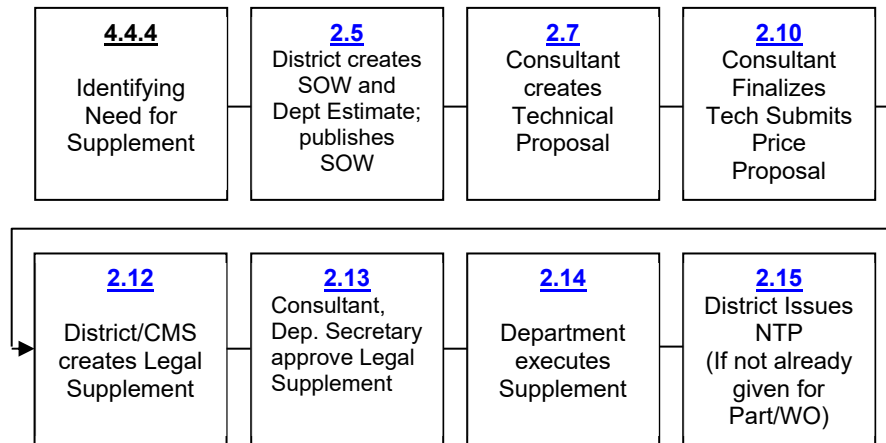 4.4.4
Identifying
Need for
Supplement
2.5
District creates
SOW and
Dept Estimate;
publishes
SOW
2.7
Consultant
creates
Technical
Proposal
2.10
Consultant
Finalizes
Tech Submits
Price
Proposal
2.12
District/CMS
creates Legal
Supplement
2.13
Consultant,
Dep. Secretary
approve Legal
Supplement
2.14
Department
executes
Supplement
2.15
District Issues
NTP
(If not already
given for
Part/WO)